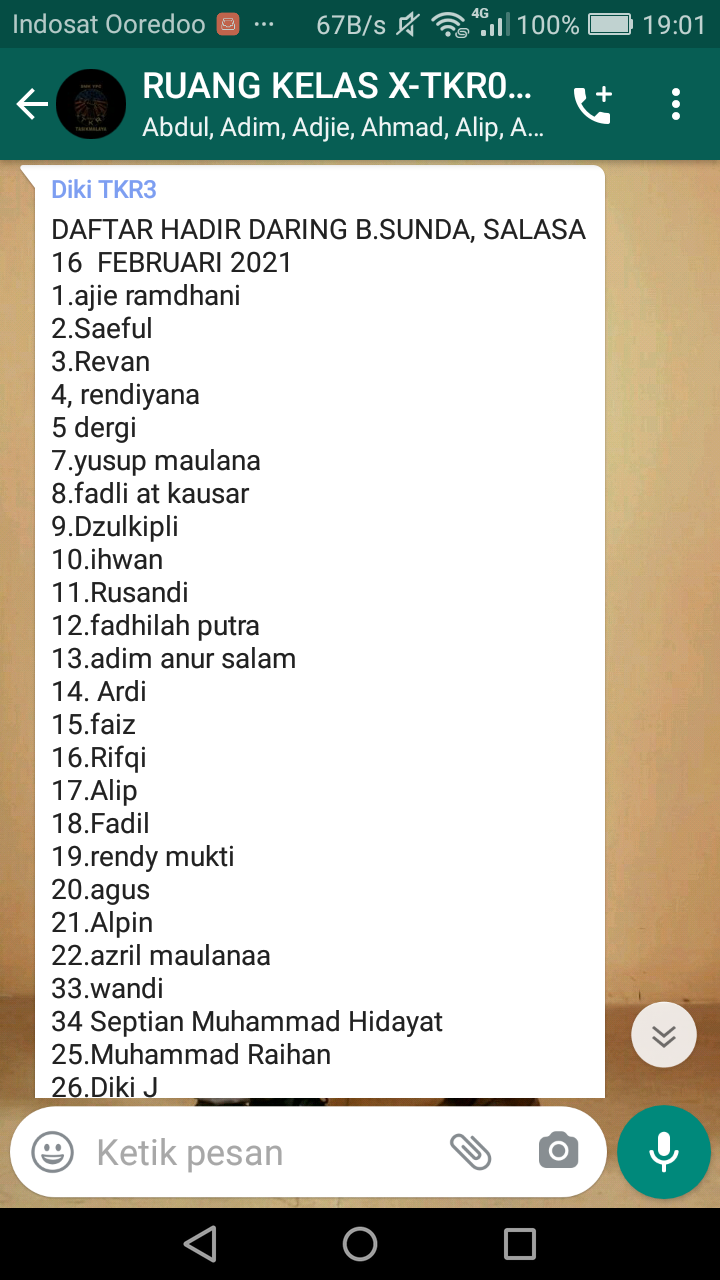 Indosat Ooredoo ... 67B/s 4G 100% 19:01
RUANG KELAS X-TKR0...
Abdul, Adim, Adjie, Ahmad, Alip, A...
Diki TKR3
DAFTAR HADIR DARING B.SUNDA, SALASA
16 FEBRUARI 2021
1.ajie ramdhani
2.Saeful
3.Revan
4, rendiyana
5 dergi
7.yusup maulana
8.fadli at kausar
9.Dzulkipli
10.ihwan
11.Rusandi
12.fadhilah putra
13.adim anur salam
14. Ardi
15.faiz
16.Rifqi
17.Alip
18.Fadil
19.rendy mukti
20.agus
21.Alpin
22.azril maulanaa
33.wandi
34 Septian Muhammad Hidayat
25.Muhammad Raihan
26.Diki J
Ketik pesan